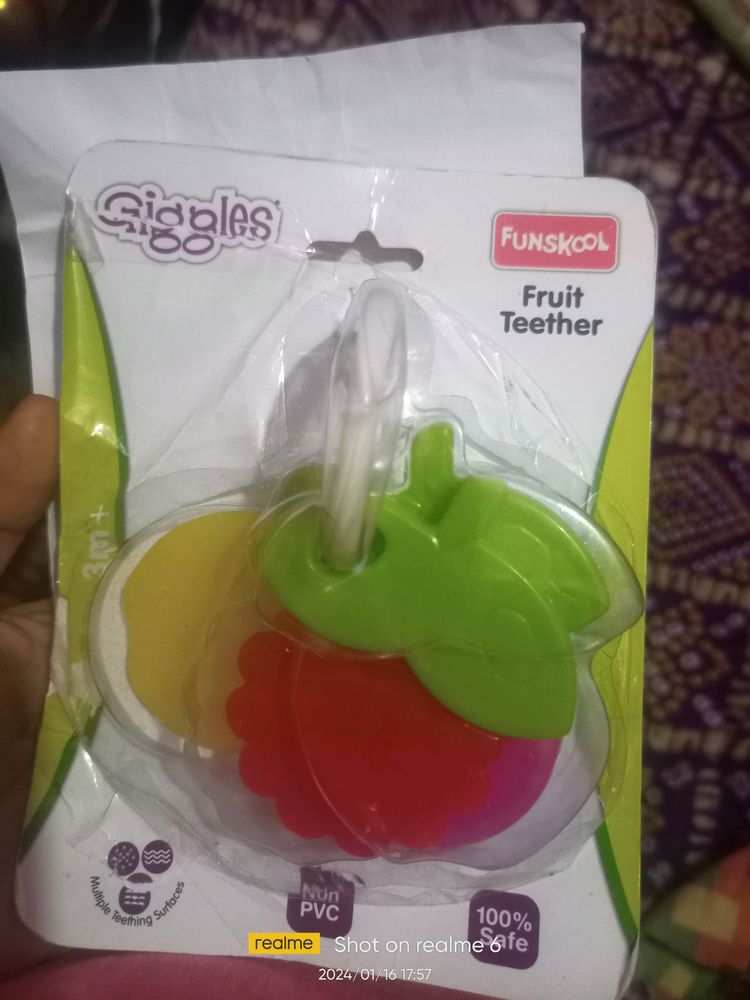 Giggles
FUNSKOOL
Fruit
Teether
3m+
Multiple Teething Surfaces
Non
PVC
100%
Safe
realme Shot on realme 6
2024/01/16 17:57